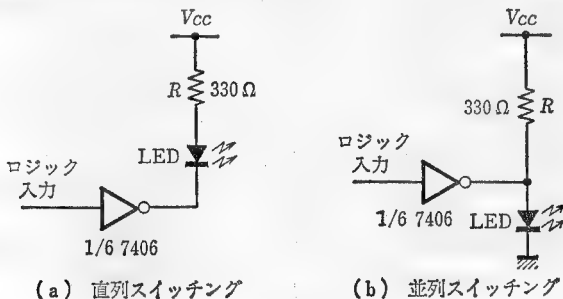 Vcc
R 330Ω
LED
ロジック
入力
1/6 7406
(a) 直列スイッチング
Vcc
330Ω R
ロジック
入力
1/6 7406
LED
(b) 並列スイッチング